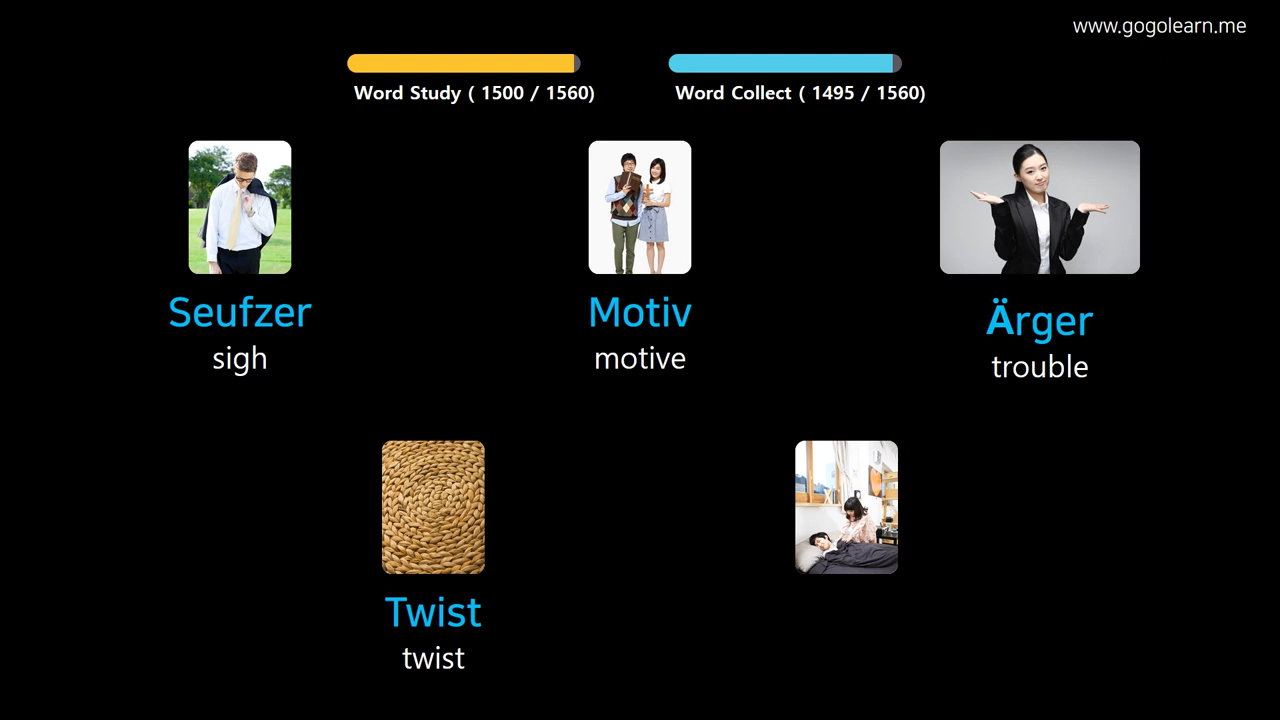 www.gogolearn.me
Word Study ( 1500 / 1560)
Word Collect ( 1495 / 1560)
Seufzer
sigh
Motiv
motive
Ärger
trouble
Twist
twist